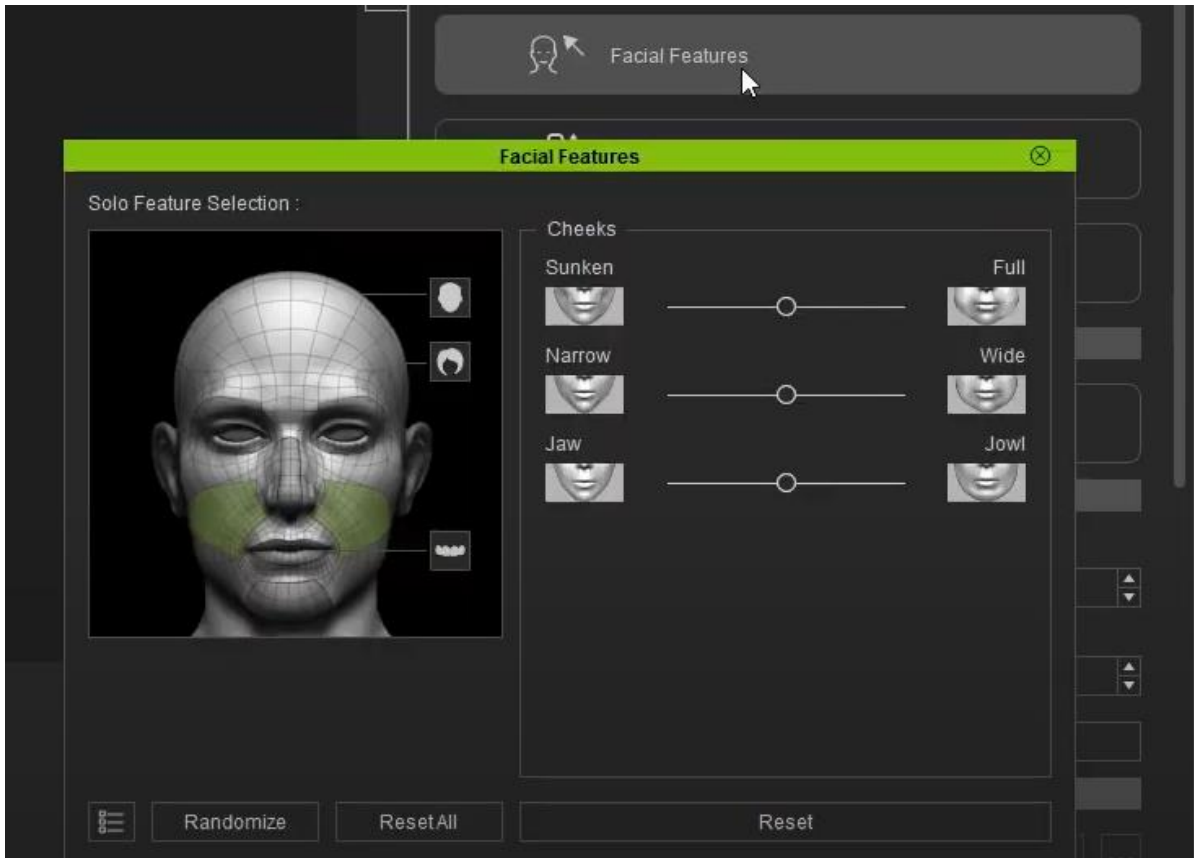 Facial Features
Facial Features
Solo Feature Selection :
Cheeks
Sunken Full
Narrow Wide
Jaw Jowl
Randomize Reset All Reset